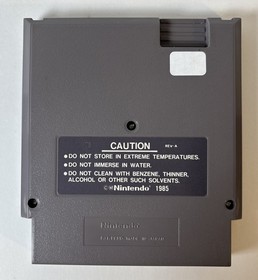 CAUTION REV-A
• DO NOT STORE IN EXTREME TEMPERATURES.
• DO NOT IMMERSE IN WATER.
• DO NOT CLEAN WITH BENZENE, THINNER,
ALCOHOL OR OTHER SUCH SOLVENTS.
©™Nintendo 1985
Nintendo